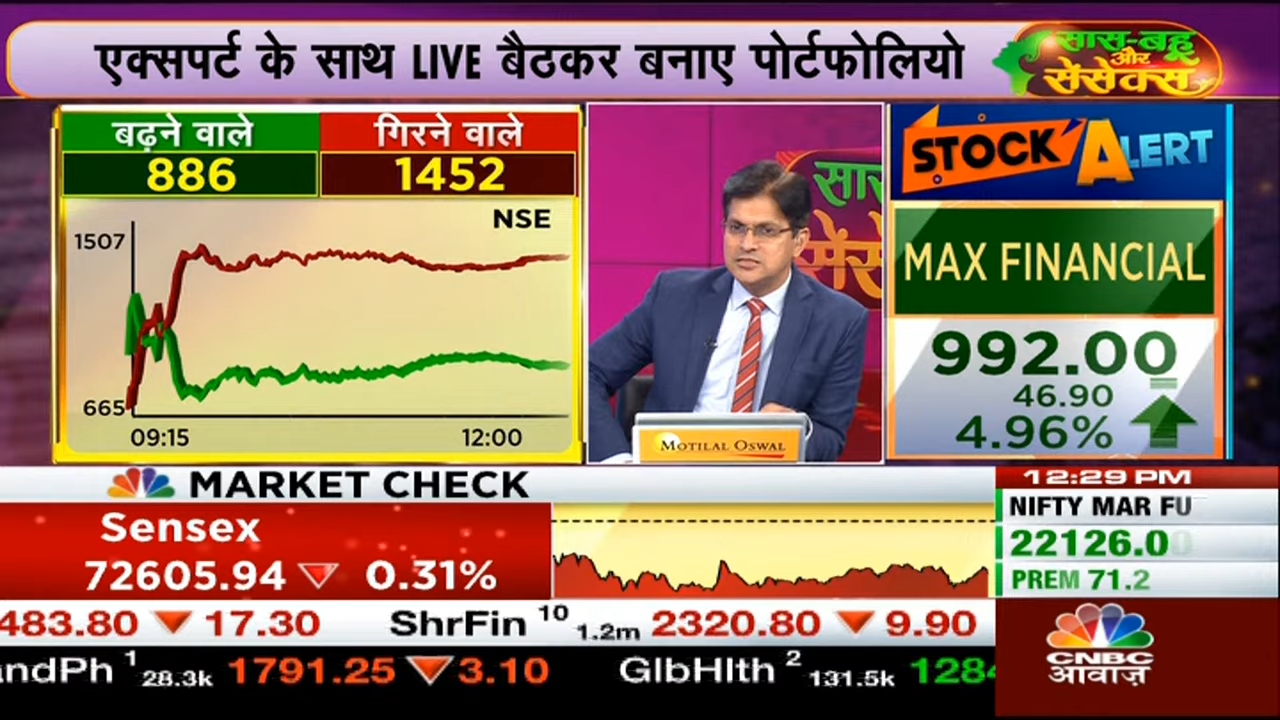 एक्सपर्ट के साथ LIVE बैठकर बनाए पोर्टफोलियो
सास-बहू
और
सेंसेक्स
बढ़ने वाले
गिरने वाले
886
1452
NSE
1507
665
09:15
12:00
MOTILAL OSWAL
STOCK ALERT
MAX FINANCIAL
992.00
46.90
4.96%
MARKET CHECK
Sensex
72605.94 0.31%
12:29 PM
NIFTY MAR FU
22126.00
PREM 71.2
483.80 17.30 ShrFin 10 1.2m 2320.80 9.90
ndPh 1 28.3k 1791.25 3.10 GlbHlth 2 131.5k 1284
CNBC
आवाज़